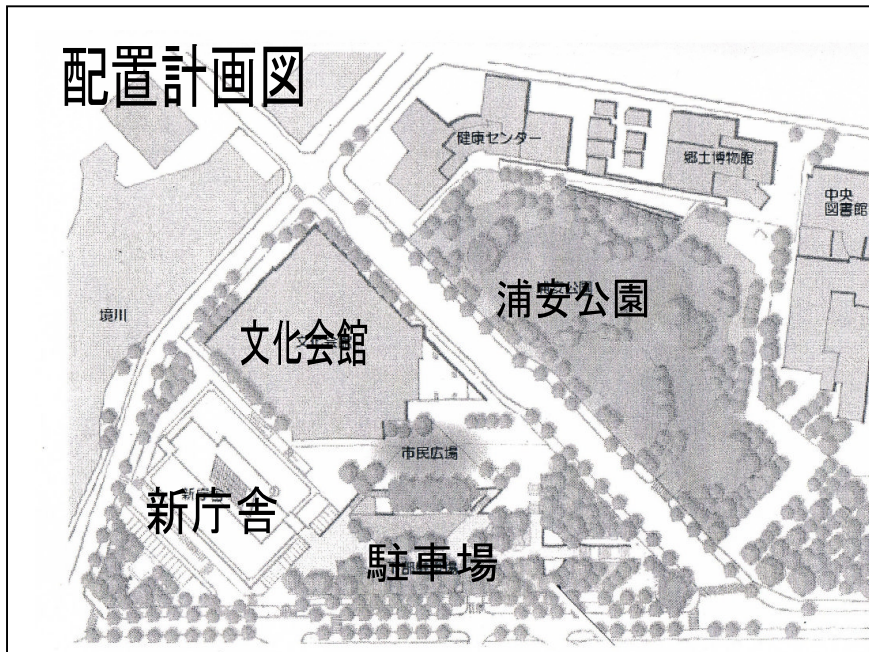 配置計画図
健康センター
郷土博物館
中央
図書館
浦安公園
境川
文化会館
市民広場
新庁舎
駐車場